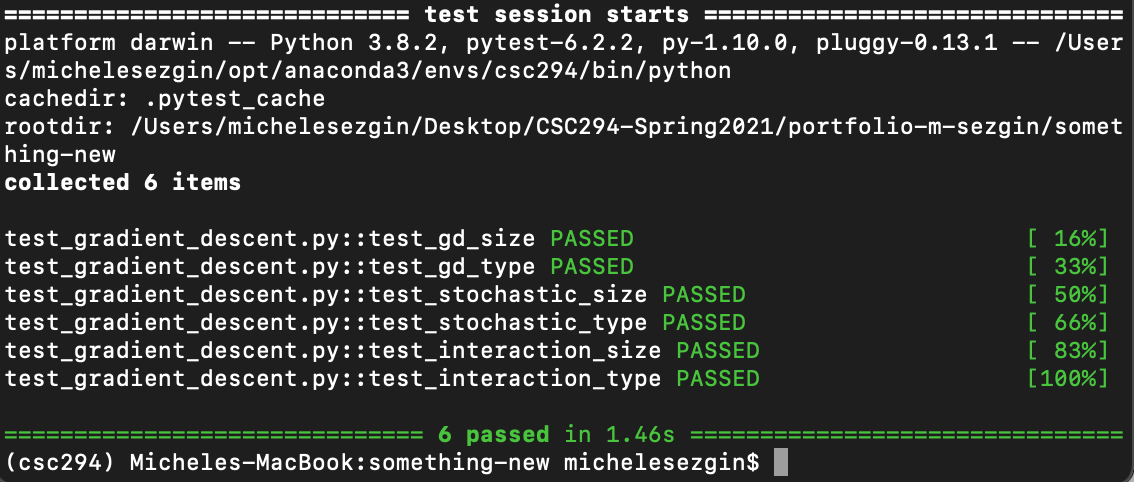 ============================= test session starts ==============================
platform darwin -- Python 3.8.2, pytest-6.2.2, py-1.10.0, pluggy-0.13.1 -- /User
s/michelesezgin/opt/anaconda3/envs/csc294/bin/python
cachedir: .pytest_cache
rootdir: /Users/michelesezgin/Desktop/CSC294-Spring2021/portfolio-m-sezgin/somet
hing-new
collected 6 items
test_gradient_descent.py::test_gd_size PASSED                            [ 16%]
test_gradient_descent.py::test_gd_type PASSED                            [ 33%]
test_gradient_descent.py::test_stochastic_size PASSED                    [ 50%]
test_gradient_descent.py::test_stochastic_type PASSED                    [ 66%]
test_gradient_descent.py::test_interaction_size PASSED                   [ 83%]
test_gradient_descent.py::test_interaction_type PASSED                   [100%]
============================== 6 passed in 1.46s ===============================
(csc294) Micheles-MacBook:something-new michelesezgin$